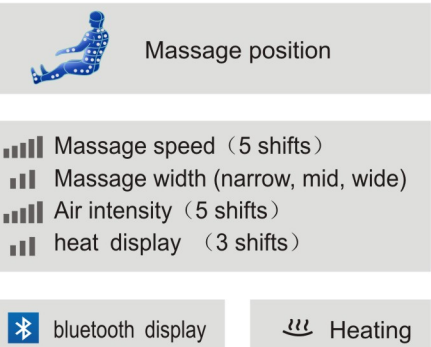 Massage position
Massage speed（5 shifts）
Massage width (narrow, mid, wide)
Air intensity（5 shifts）
heat display （3 shifts）
bluetooth display
Heating